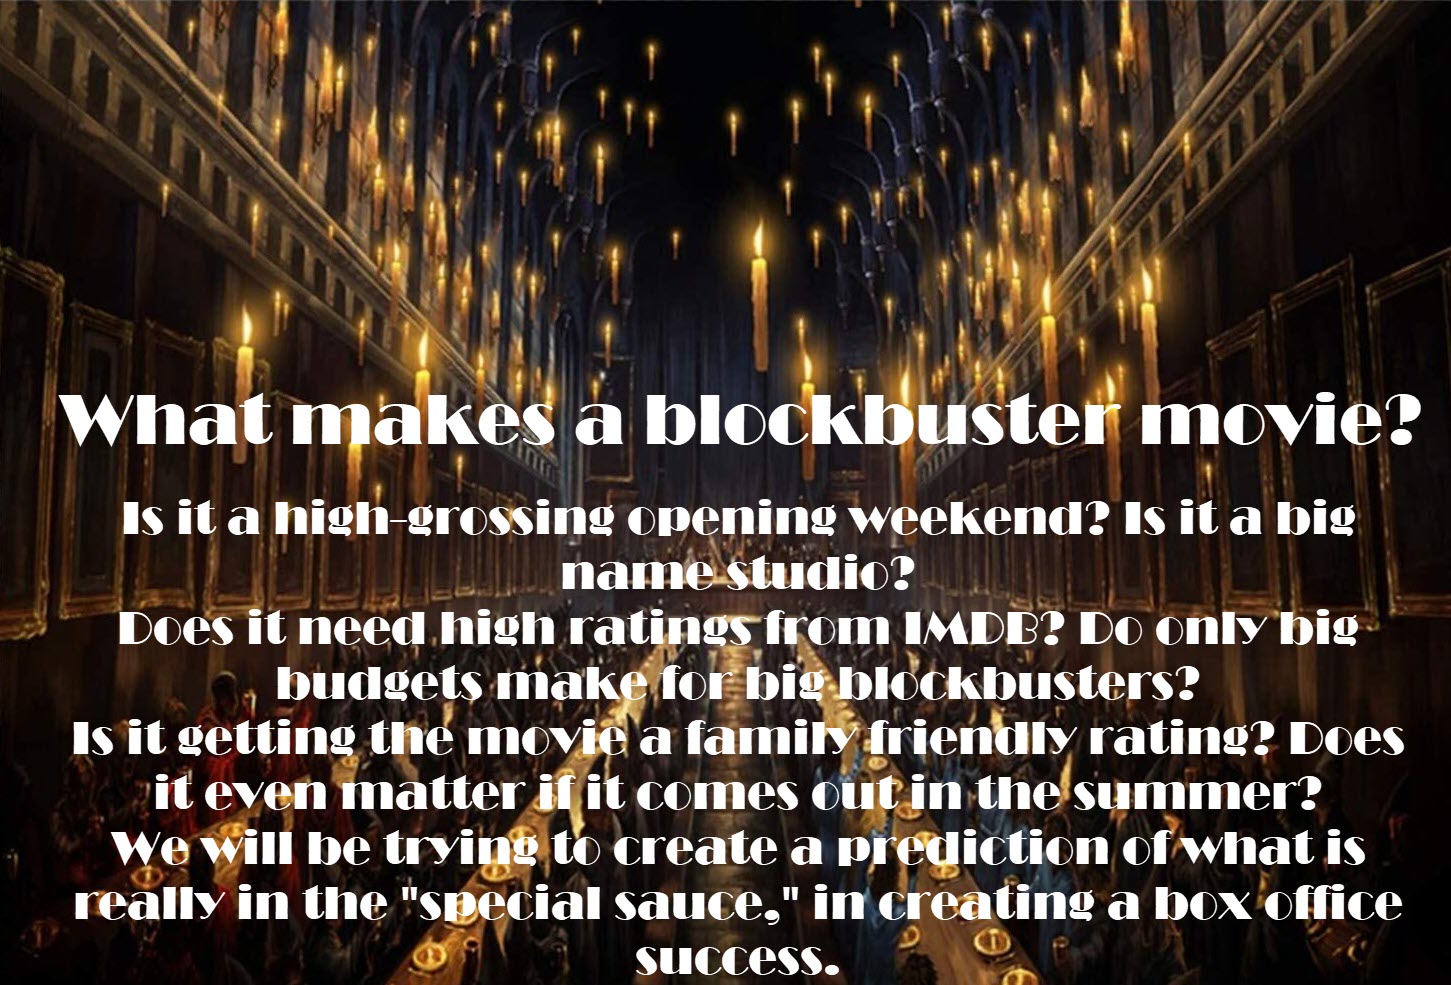 What makes a blockbuster movie?
Is it a high-grossing opening weekend? Is it a big
name studio?
Does it need high ratings from IMDB? Do only big
budgets make for big blockbusters?
Is it getting the movie a family friendly rating? Does
it even matter if it comes out in the summer?
We will be trying to create a prediction of what is
really in the "special sauce," in creating a box office
success.